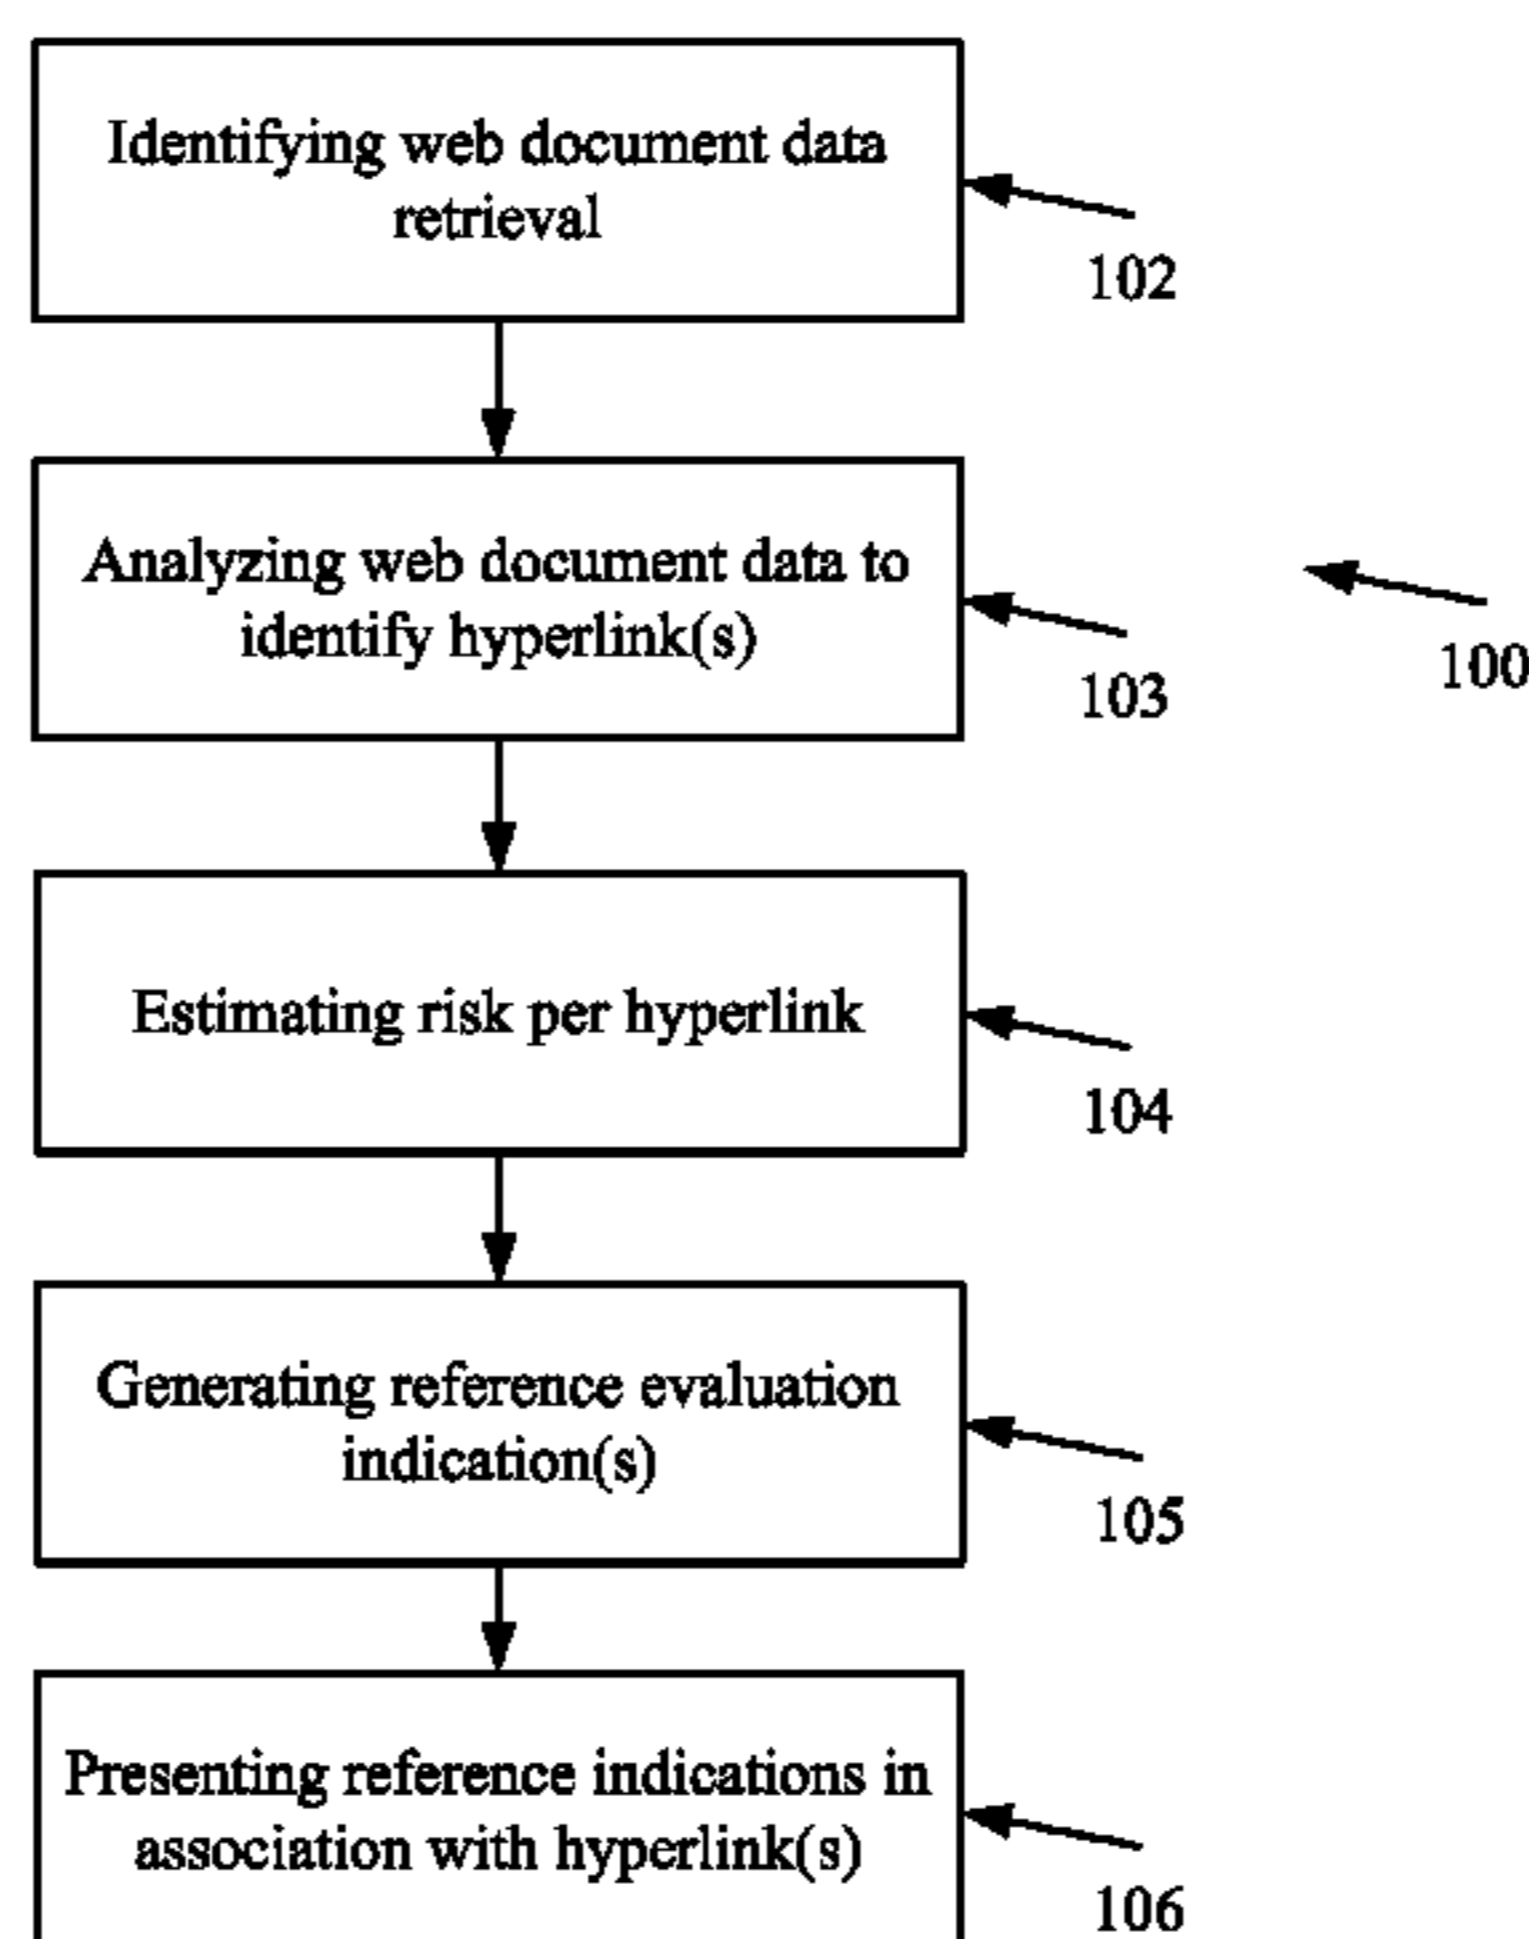 Identifying web document data
retrieval
102
Analyzing web document data to
identify hyperlink(s)
103
100
Estimating risk per hyperlink
104
Generating reference evaluation
indication(s)
105
Presenting reference indications in
association with hyperlink(s)
106